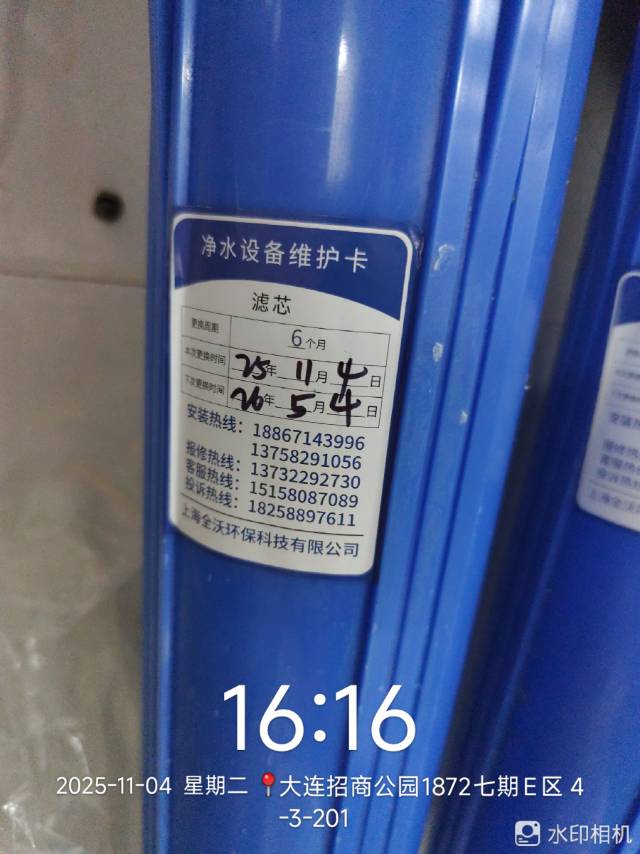 净水设备维护卡
滤芯
更换周期 6个月
本次更换时间 25年 11月 4日
下次更换时间 26年 5月 4日
安装热线：18867143996
13758291056
报修热线：13732292730
客服热线：15158087089
投诉热线：18258897611
上海全沃环保科技有限公司
16:16
2025-11-04 星期二 📍大连招商公园1872七期E区 4
-3-201
水印相机